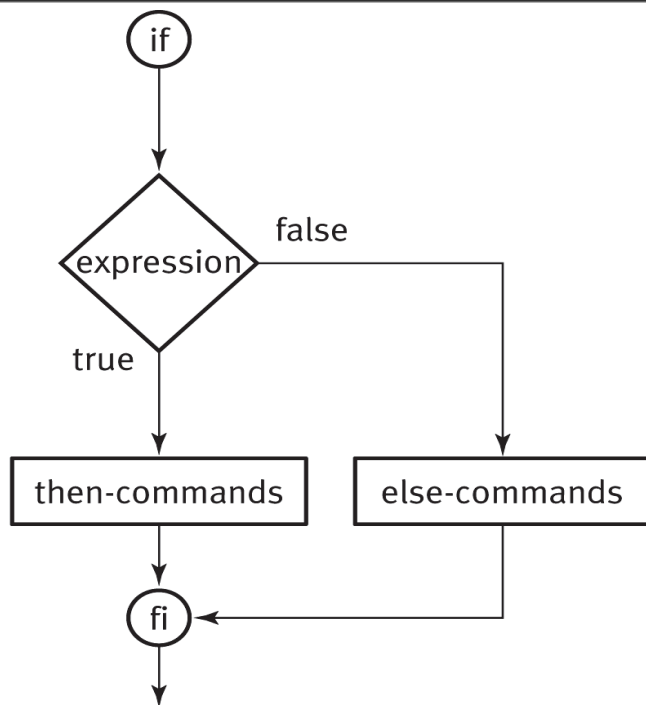 if
false
expression
true
then-commands
else-commands
fi